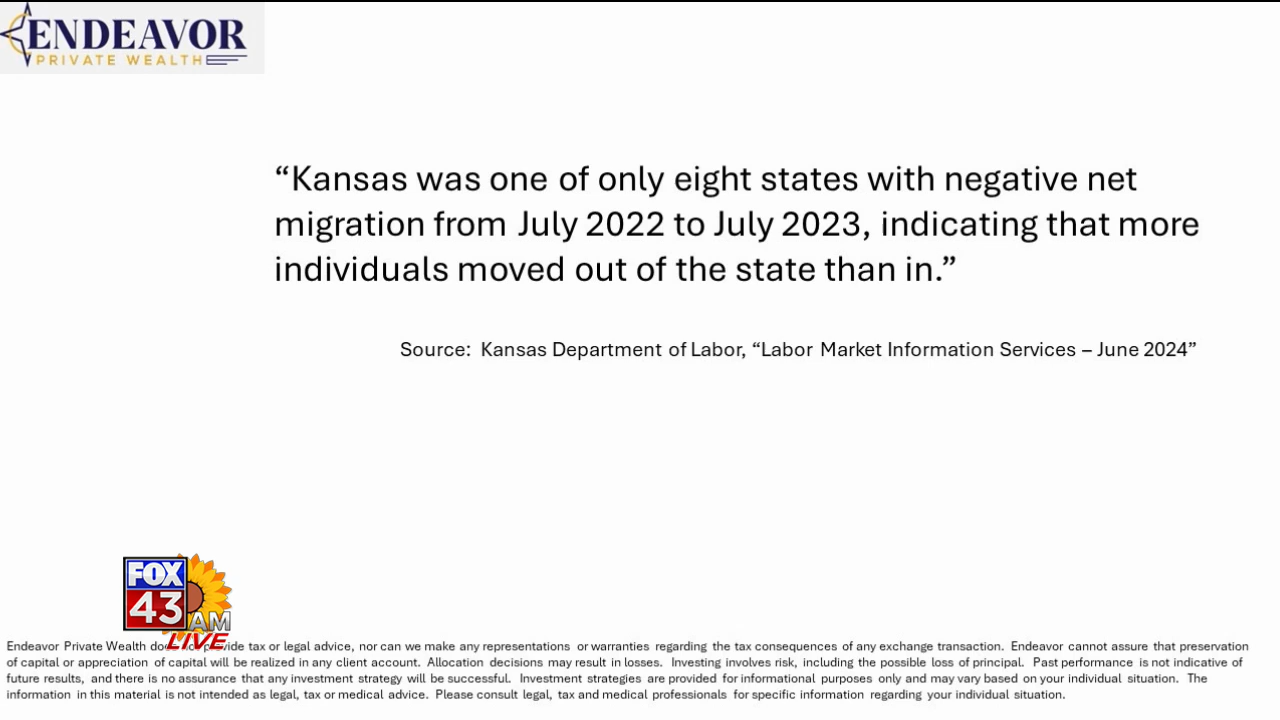 ENDEAVOR
PRIVATE WEALTH
“Kansas was one of only eight states with negative net
migration from July 2022 to July 2023, indicating that more
individuals moved out of the state than in.”
Source: Kansas Department of Labor, “Labor Market Information Services – June 2024”
FOX
43
AM
LIVE
Endeavor Private Wealth does not provide tax or legal advice, nor can we make any representations or warranties regarding the tax consequences of any exchange transaction. Endeavor cannot assure that preservation
of capital or appreciation of capital will be realized in any client account. Allocation decisions may result in losses. Investing involves risk, including the possible loss of principal. Past performance is not indicative of
future results, and there is no assurance that any investment strategy will be successful. Investment strategies are provided for informational purposes only and may vary based on your individual situation. The
information in this material is not intended as legal, tax or medical advice. Please consult legal, tax and medical professionals for specific information regarding your individual situation.